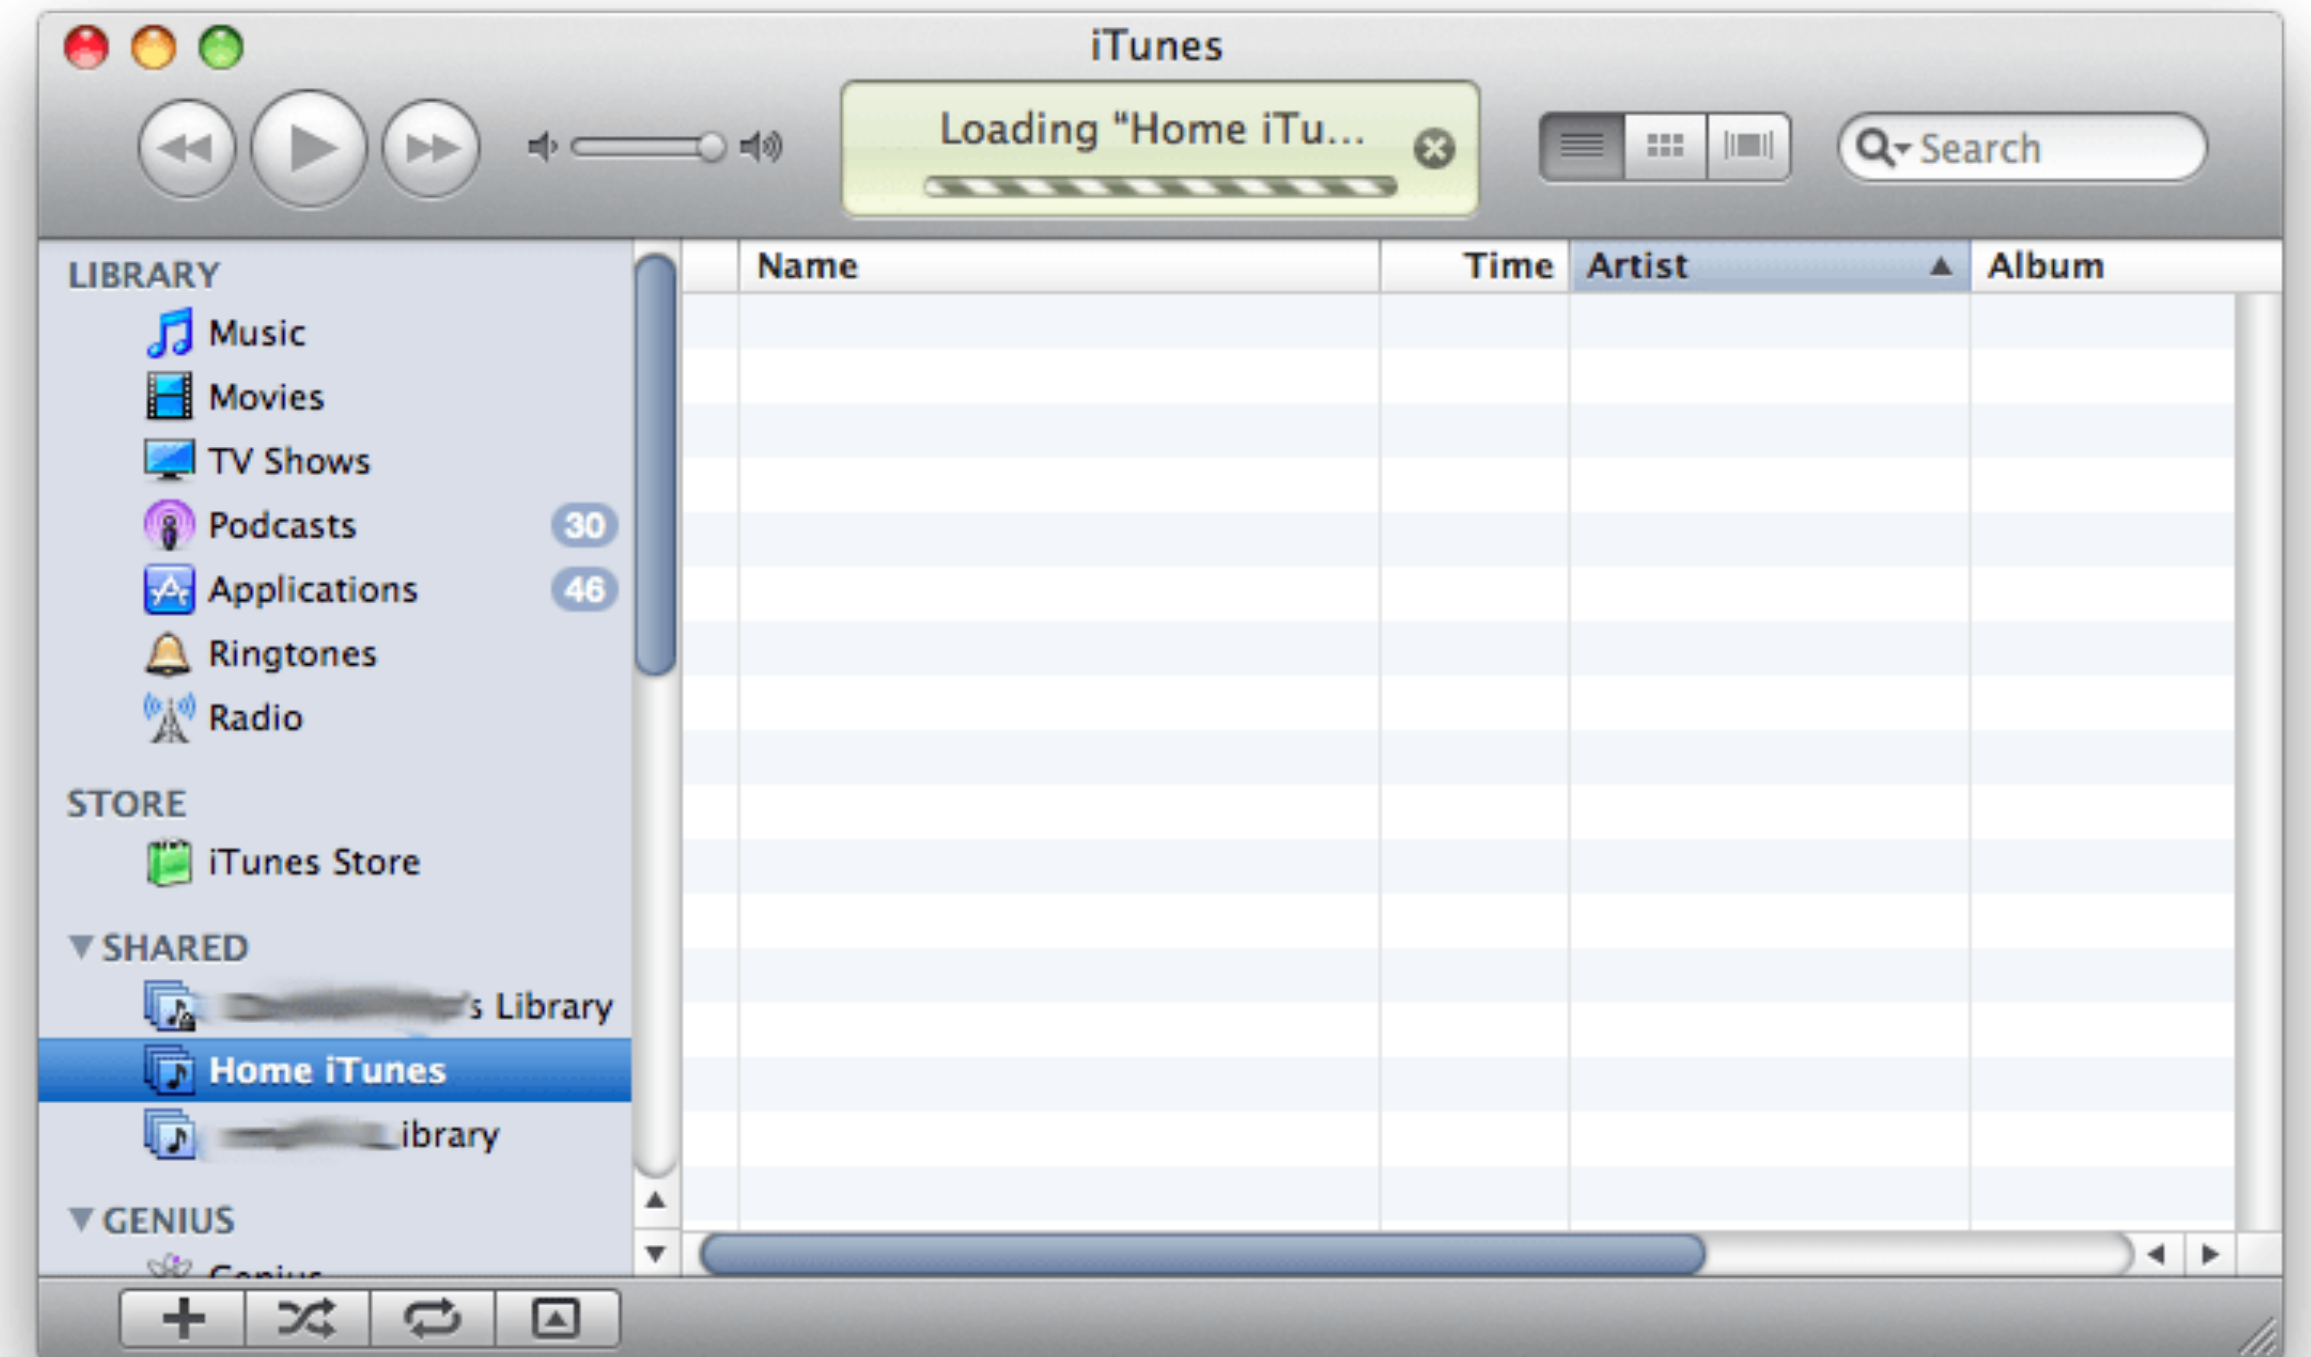 iTunes
Loading "Home iTu...
Search
LIBRARY
Music
Movies
TV Shows
Podcasts 30
Applications 46
Ringtones
Radio
STORE
iTunes Store
SHARED
's Library
Home iTunes
ibrary
GENIUS
Genius
Name Time Artist Album